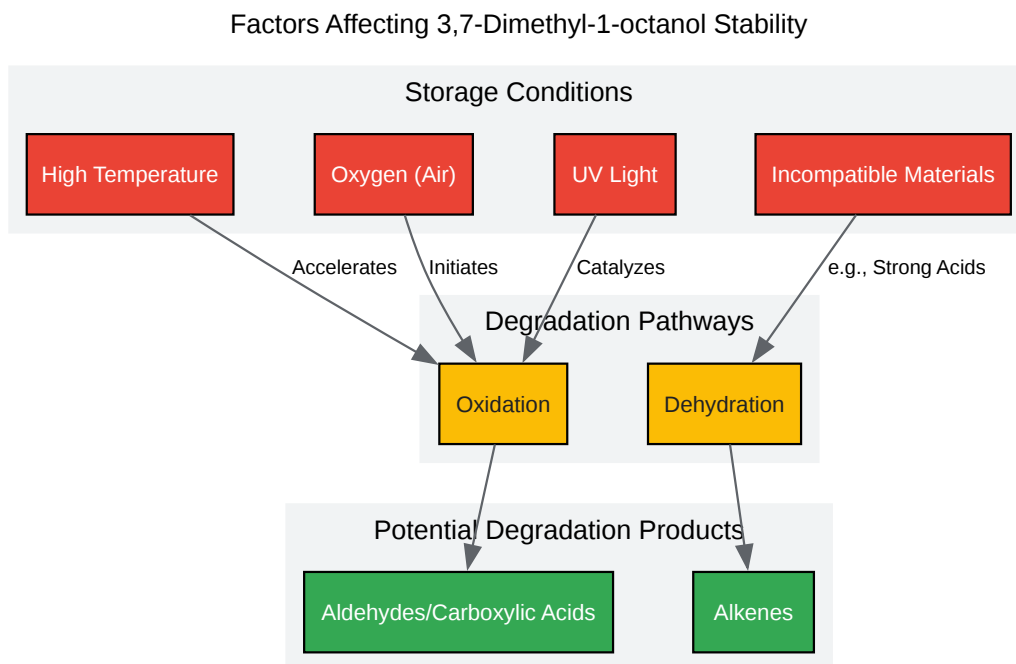 Factors Affecting 3,7-Dimethyl-1-octanol Stability
Storage Conditions
High Temperature
Oxygen (Air)
UV Light
Incompatible Materials
Accelerates
Initiates
Catalyzes
e.g., Strong Acids
Degradation Pathways
Oxidation
Dehydration
Potential Degradation Products
Aldehydes/Carboxylic Acids
Alkenes